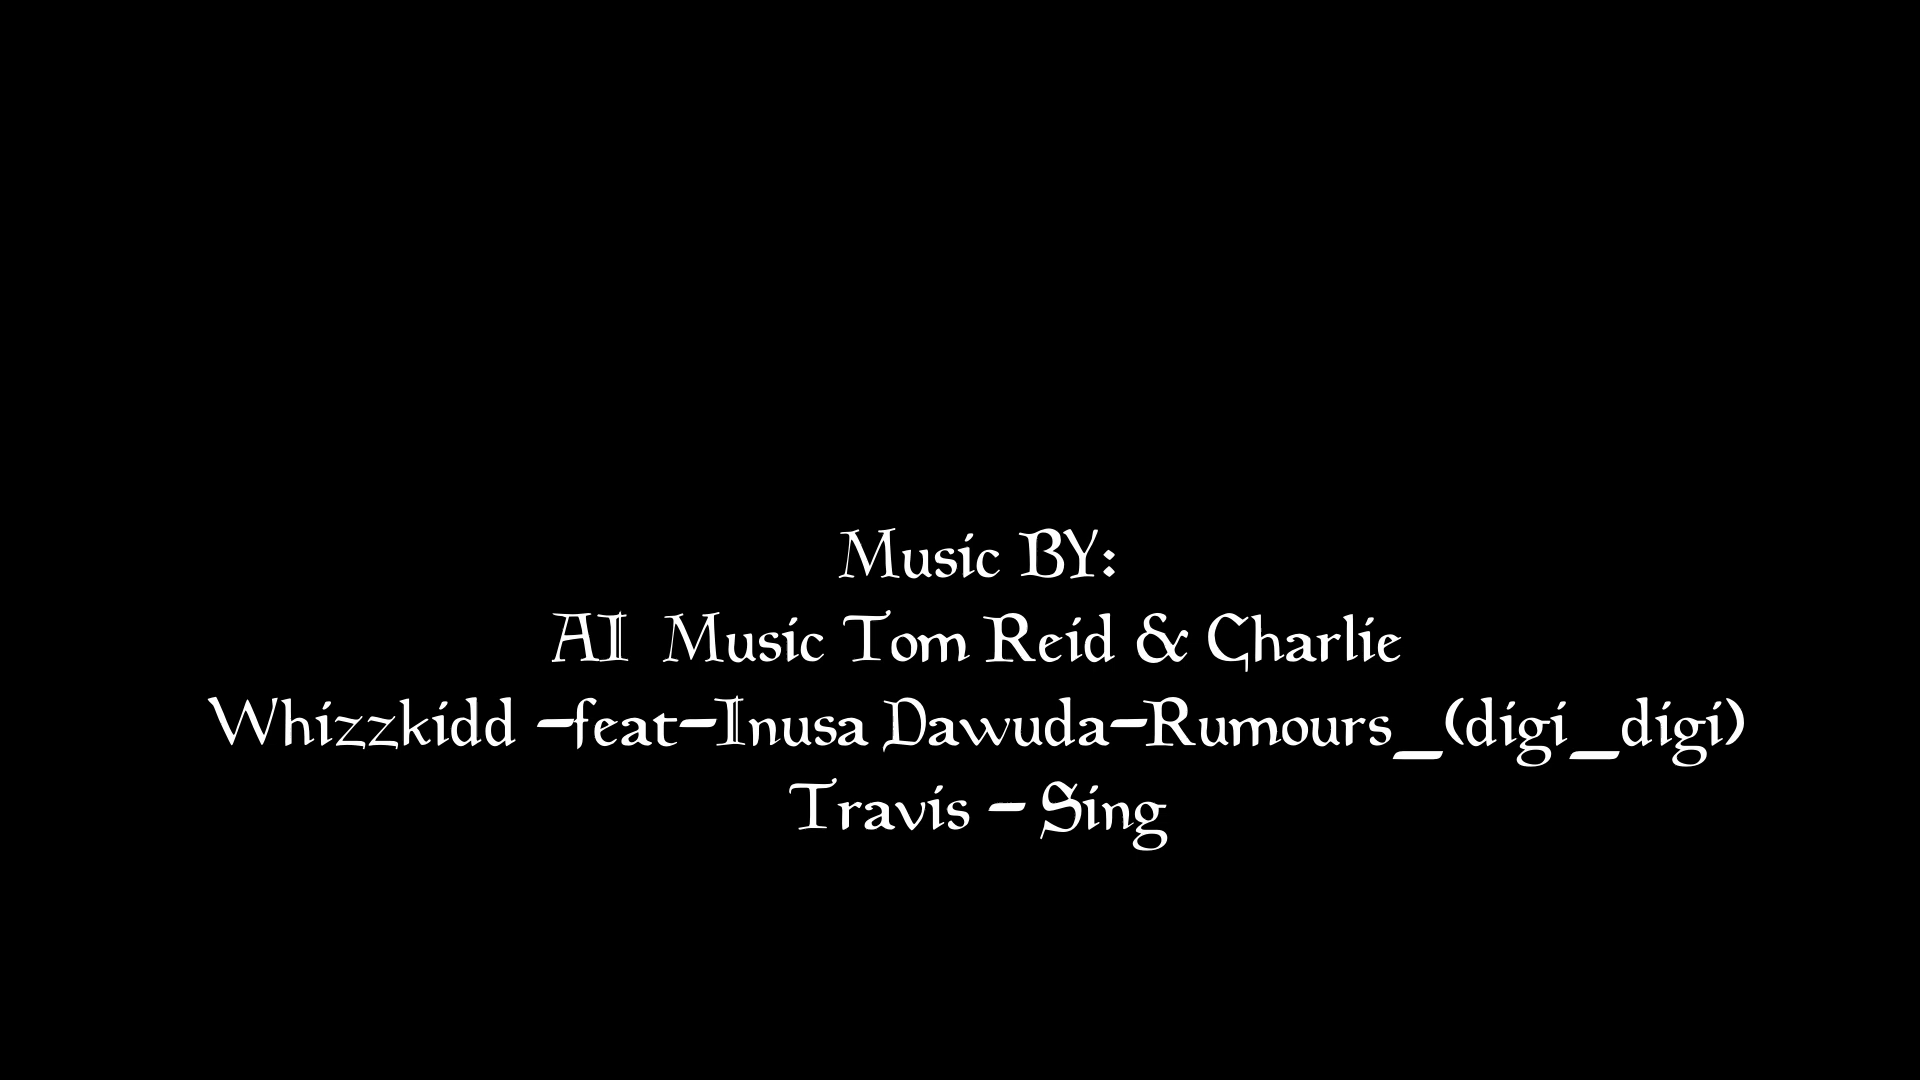 Music BY:
AI  Music Tom Reid & Charlie
Whizzkidd -feat-Inusa Dawuda-Rumours_(digi_digi)
Travis - Sing